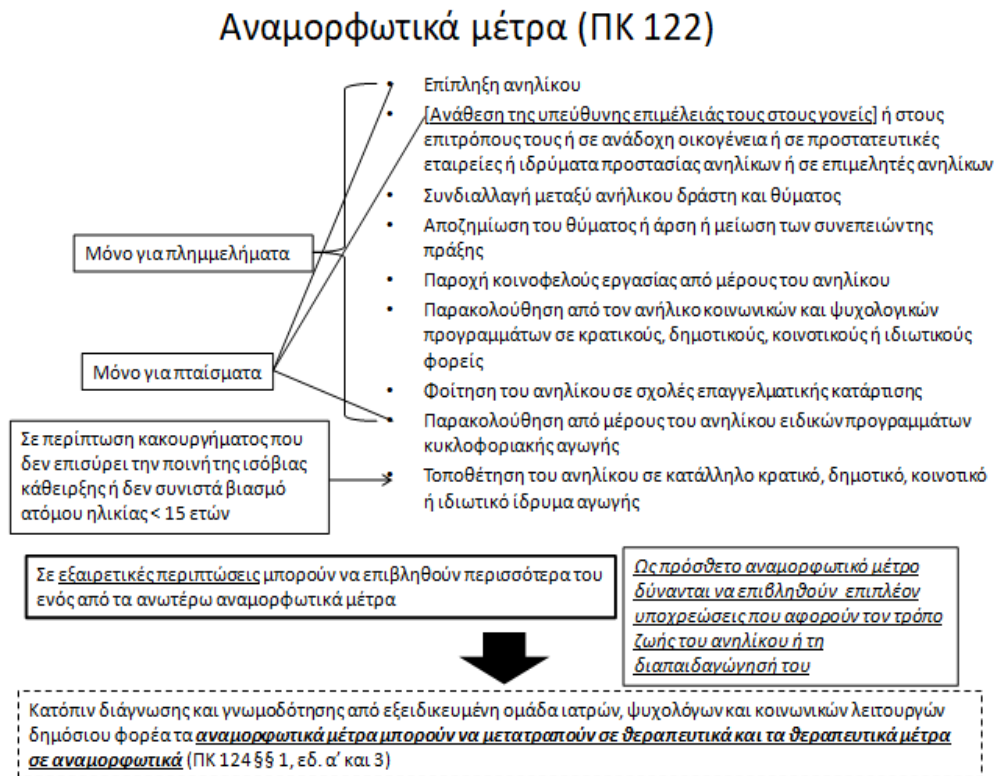 Αναμορφωτικά μέτρα (ΠΚ 122)
• Επίπληξη ανηλίκου
• [Ανάθεση της υπεύθυνης επιμέλειάς τους στους γονείς] ή στους
επιτρόπους τους ή σε ανάδοχη οικογένεια ή σε προστατευτικές
εταιρείες ή ιδρύματα προστασίας ανηλίκων ή σε επιμελητές ανηλίκων
• Συνδιαλλαγή μεταξύ ανήλικου δράστη και θύματος
• Αποζημίωση του θύματος ή άρση ή μείωση των συνεπειών της
πράξης
• Παροχή κοινοφελούς εργασίας από μέρους του ανηλίκου
• Παρακολούθηση από τον ανήλικο κοινωνικών και ψυχολογικών
προγραμμάτων σε κρατικούς, δημοτικούς, κοινοτικούς ή ιδιωτικούς
φορείς
• Φοίτηση του ανηλίκου σε σχολές επαγγελματικής κατάρτισης
• Παρακολούθηση από μέρους του ανηλίκου ειδικών προγραμμάτων
κυκλοφοριακής αγωγής
• Τοποθέτηση του ανηλίκου σε κατάλληλο κρατικό, δημοτικό, κοινοτικό
ή ιδιωτικό ίδρυμα αγωγής
Μόνο για πλημμελήματα
Μόνο για πταίσματα
Σε περίπτωση κακουργήματος που
δεν επισύρει την ποινή της ισόβιας
κάθειρξης ή δεν συνιστά βιασμό
ατόμου ηλικίας < 15 ετών
Σε εξαιρετικές περιπτώσεις μπορούν να επιβληθούν περισσότερα του
ενός από τα ανωτέρω αναμορφωτικά μέτρα
Ως πρόσθετο αναμορφωτικό μέτρο
δύνανται να επιβληθούν επιπλέον
υποχρεώσεις που αφορούν τον τρόπο
ζωής του ανηλίκου ή τη
διαπαιδαγώγησή του
Κατόπιν διάγνωσης και γνωμοδότησης από εξειδικευμένη ομάδα ιατρών, ψυχολόγων και κοινωνικών λειτουργών
δημόσιου φορέα τα αναμορφωτικά μέτρα μπορούν να μετατραπούν σε θεραπευτικά και τα θεραπευτικά μέτρα
σε αναμορφωτικά (ΠΚ 124 §§ 1, εδ. α’ και 3)